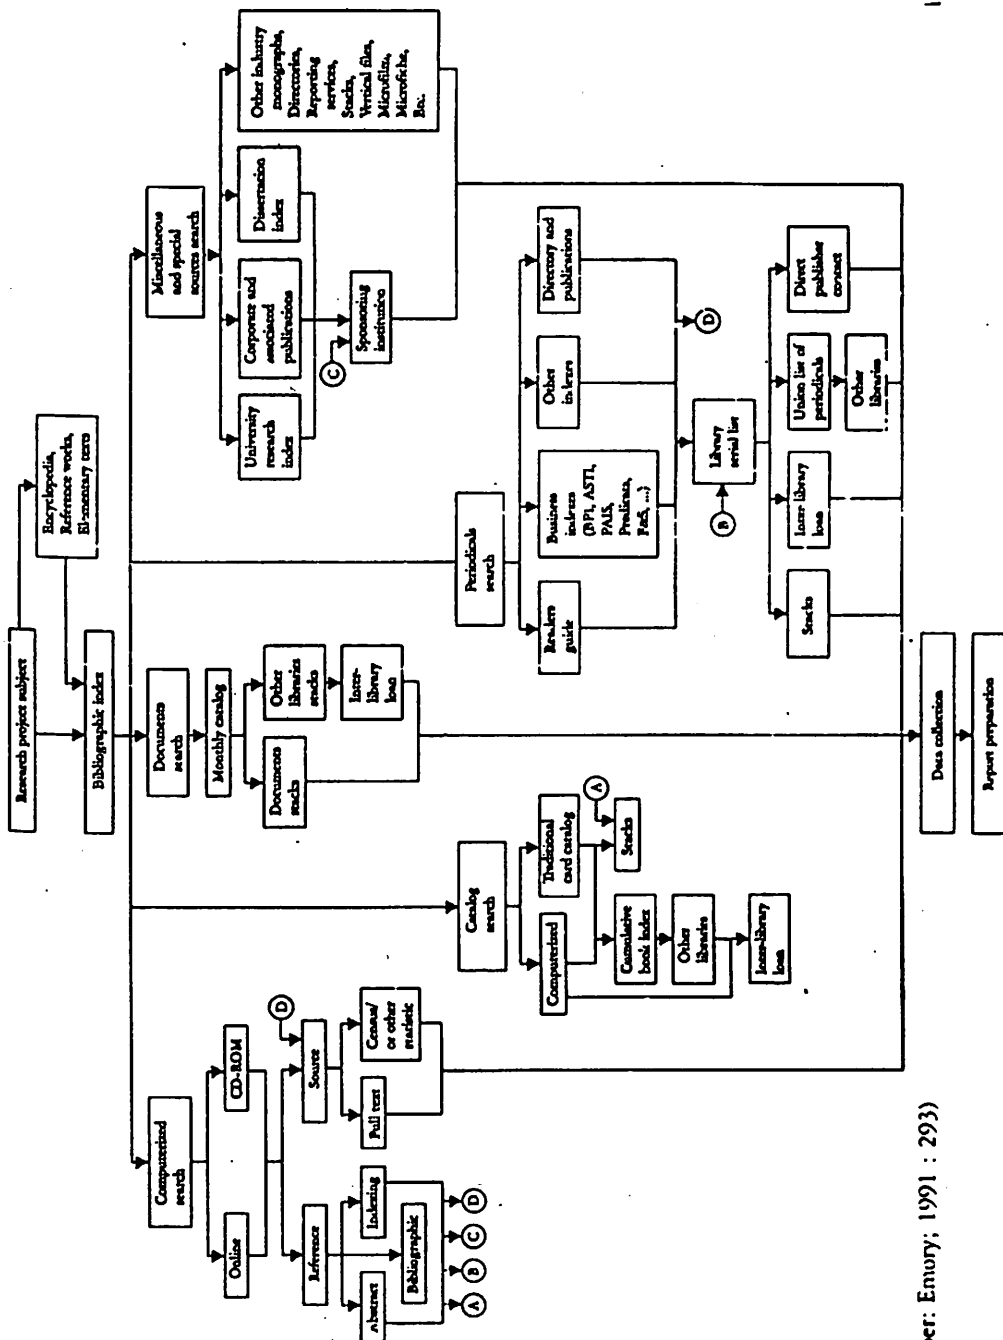 Research project subject
Encyclopedia,
Reference works,
Elementary texts
Bibliographic index
Computerized
search
Online
CD-ROM
Reference
Source
D
Abstract
Bibliographic
Indexing
Full text
Census/
or other
statistic
A
B
C
D
Catalog
search
Computerized
Traditional
card catalog
A
Stacks
Cumulative
book index
Other
libraries
Inter-library
loan
Documents
search
Monthly catalog
Documents
stacks
Other
libraries
stacks
Inter-
library
loan
Periodicals
search
Readers
guide
Business
indexes
(BPI, ASTI,
PAIS,
Predicasts,
F&S, ...)
Other
indexes
Directory and
publications
D
B
Library
serial list
Stacks
Inter library
loan
Union list of
periodicals
Other
libraries
Direct
publisher
contact
Miscellaneous
and special
sources search
University
research
index
Corporate and
associated
publications
Dissertation
index
Other industry
monographs,
Directories,
Reporting
services,
Stacks,
Vertical files,
Microfilm,
Microfiche,
Etc.
C
Sponsoring
institution
Data collection
Report preparation
ber: Emory; 1991 : 293)